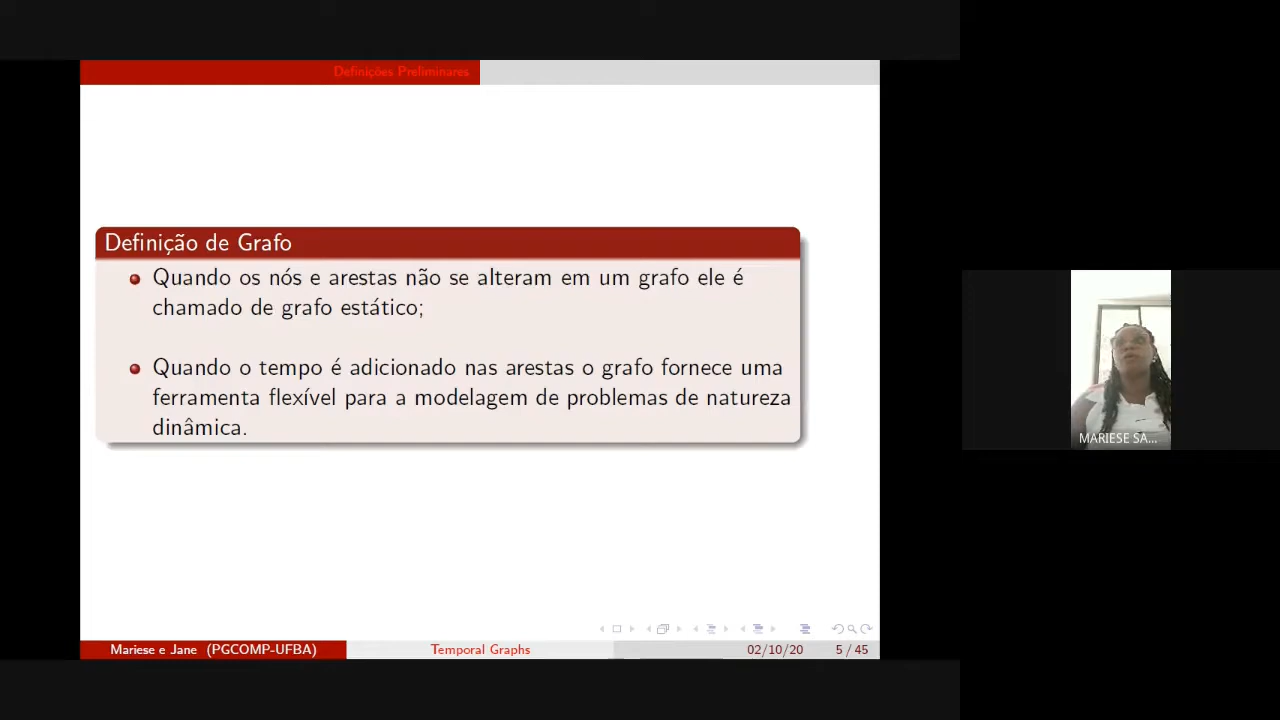 Definições Preliminares
Definição de Grafo
Quando os nós e arestas não se alteram em um grafo ele é
chamado de grafo estático;
Quando o tempo é adicionado nas arestas o grafo fornece uma
ferramenta flexível para a modelagem de problemas de natureza
dinâmica.
MARIESE SA...
Mariese e Jane (PGCOMP-UFBA)
Temporal Graphs
02/10/20
5 / 45